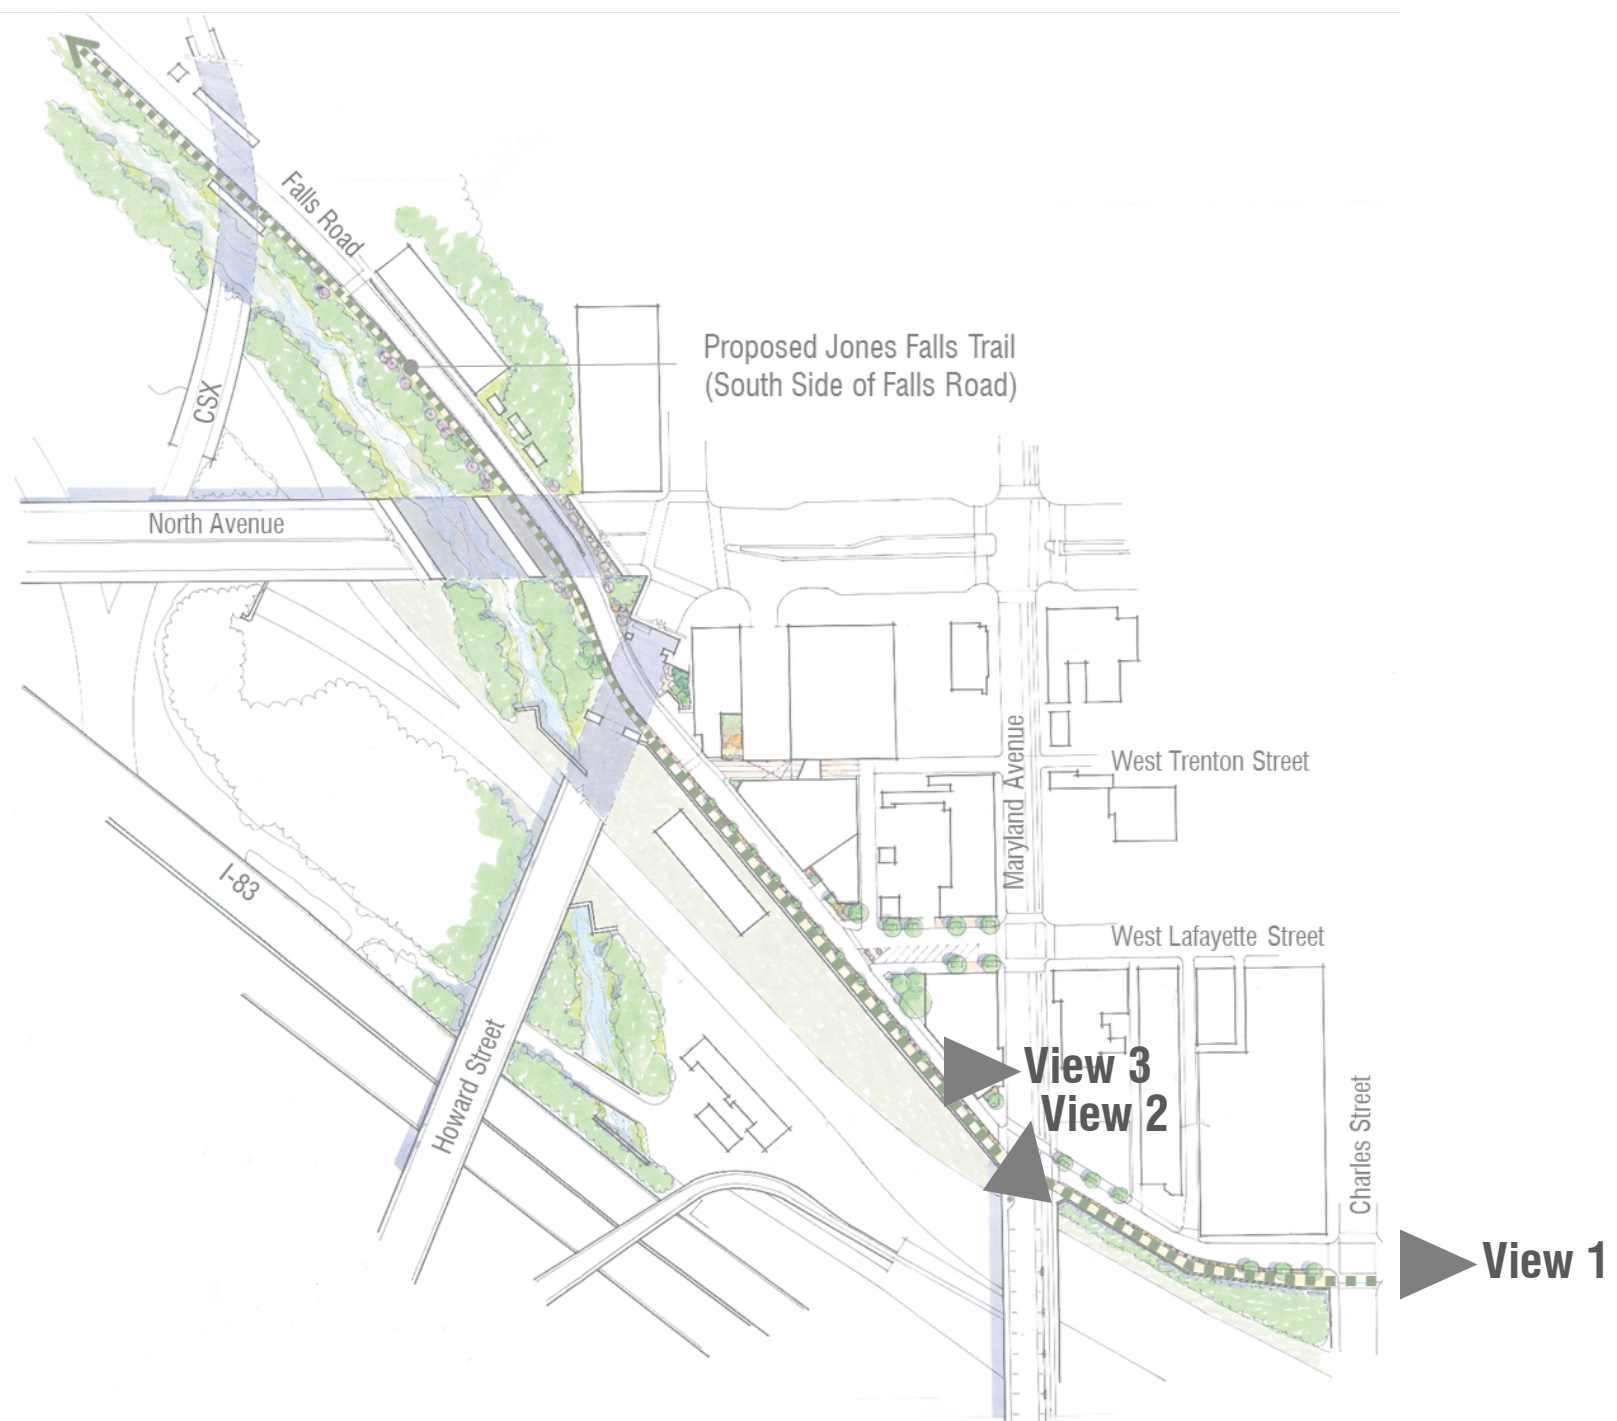 Falls Road
Proposed Jones Falls Trail
(South Side of Falls Road)
CSX
North Avenue
Maryland Avenue
West Trenton Street
I-83
West Lafayette Street
Howard Street
View 3
View 2
Charles Street
View 1